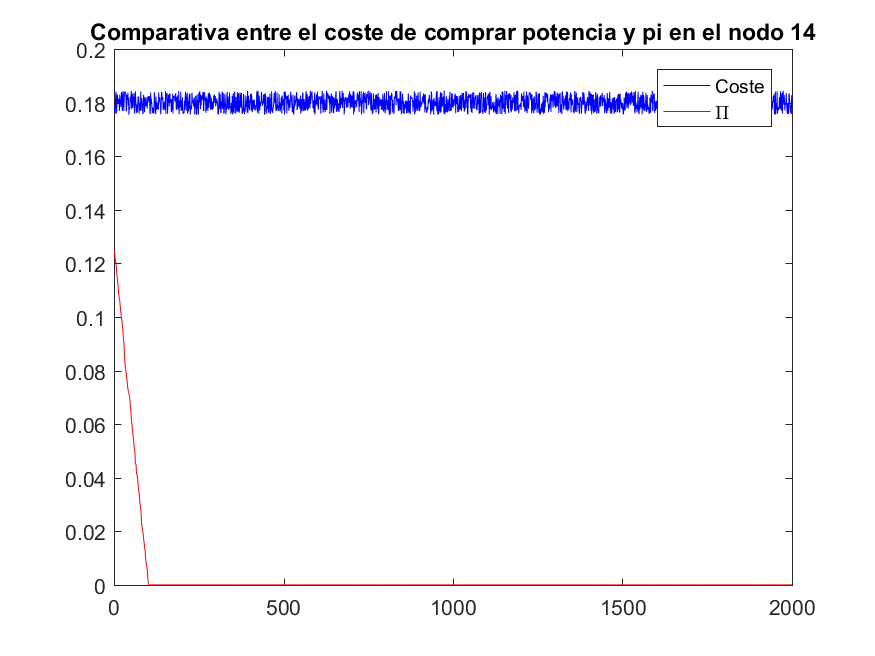 Comparativa entre el coste de comprar potencia y pi en el nodo 14
0.2
0.18
0.16
0.14
0.12
0.1
0.08
0.06
0.04
0.02
0
Coste
Π
0 500 1000 1500 2000